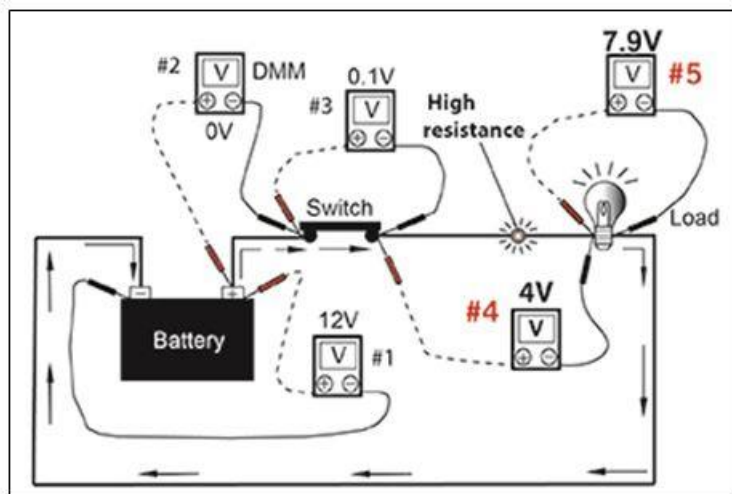 7.9V
#2
V
DMM
0.1V
V
#5
+ −
0V
#3
V
High
resistance
+ −
+ −
Switch
Load
− +
#4
4V
V
12V
Battery
V
#1
+ −
+ −